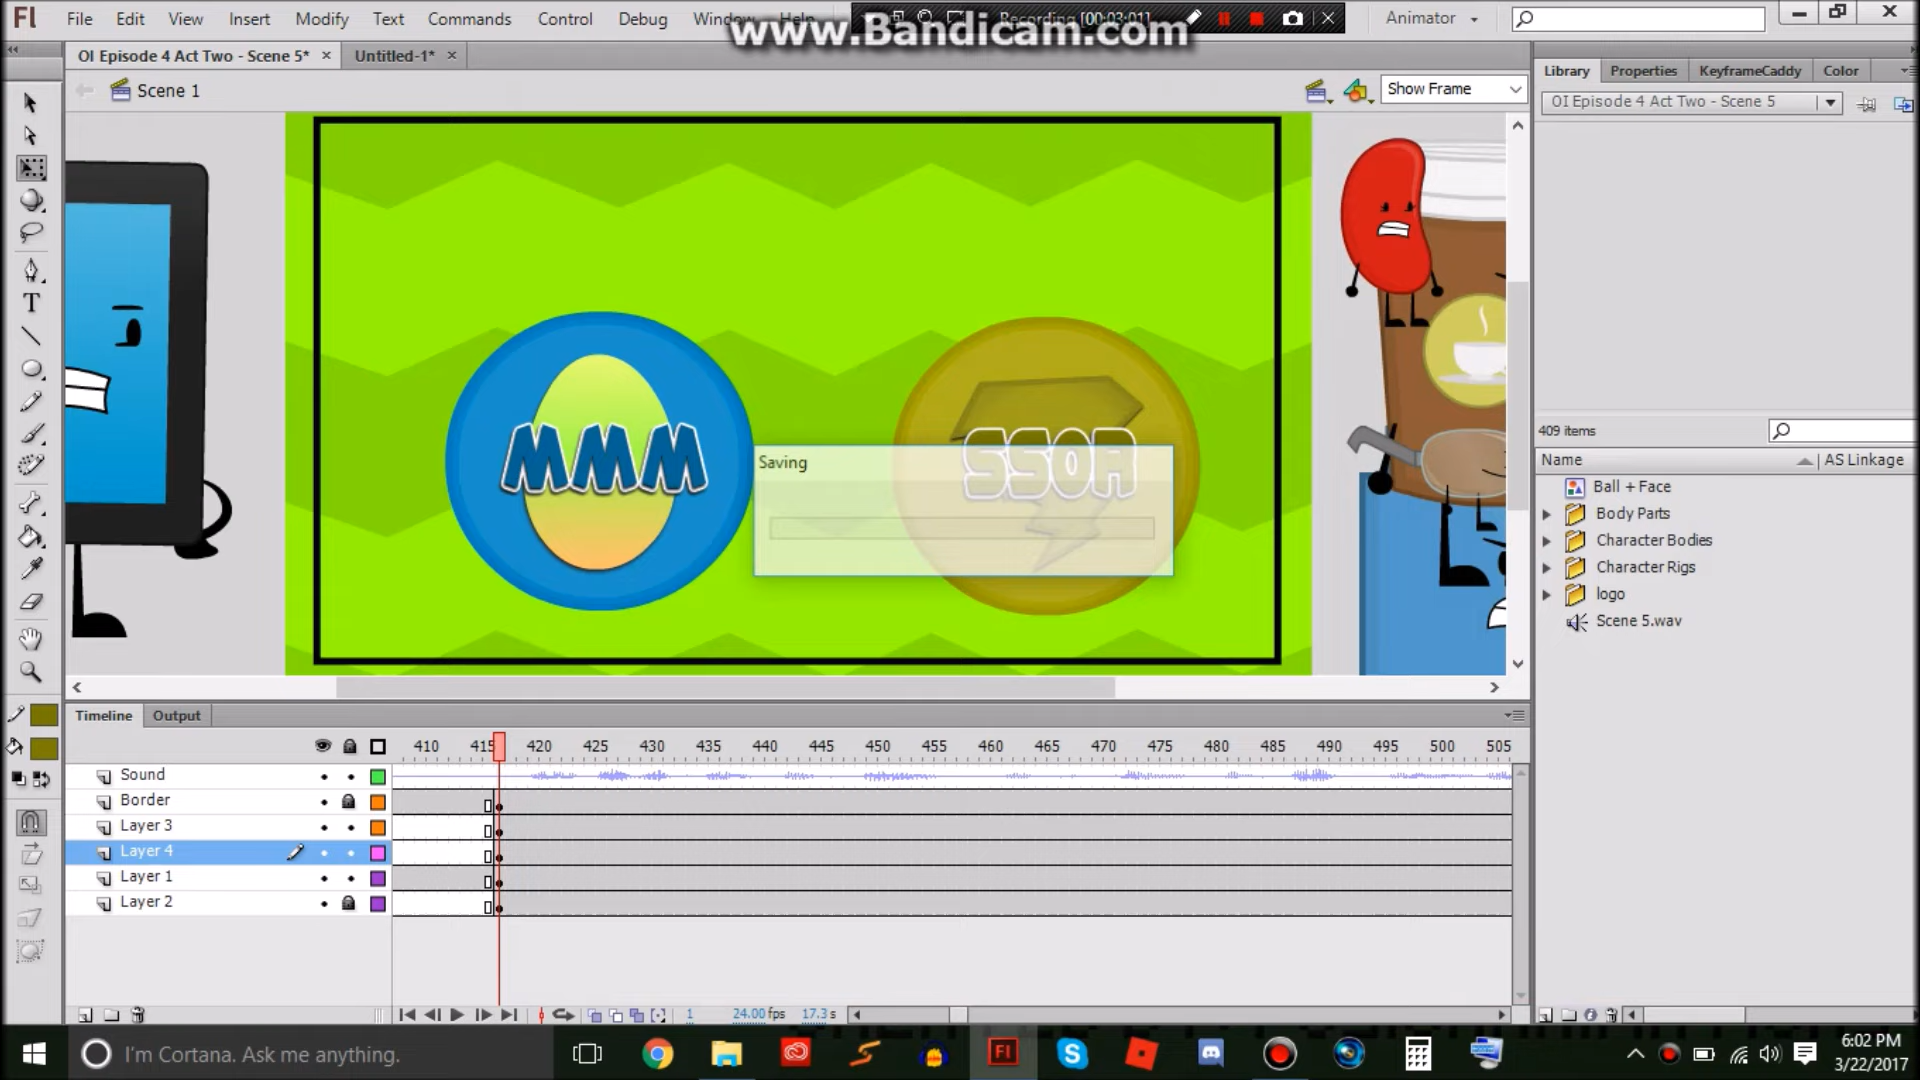 Fl File Edit View Insert Modify Text Commands Control Debug Window Help
Recording [00:03:01]
www.Bandicam.com
Animator
OI Episode 4 Act Two - Scene 5* × Untitled-1* ×
Scene 1
Show Frame
Library Properties KeyframeCaddy Color
OI Episode 4 Act Two - Scene 5
MMM
Saving
409 items
Name AS Linkage
Ball + Face
Body Parts
Character Bodies
Character Rigs
logo
Scene 5.wav
Timeline Output
410 415 420 425 430 435 440 445 450 455 460 465 470 475 480 485 490 495 500 505
Sound
Border
Layer 3
Layer 4
Layer 1
Layer 2
1 24.00 fps 17.3 s
I'm Cortana. Ask me anything.
Fl
6:02 PM
3/22/2017